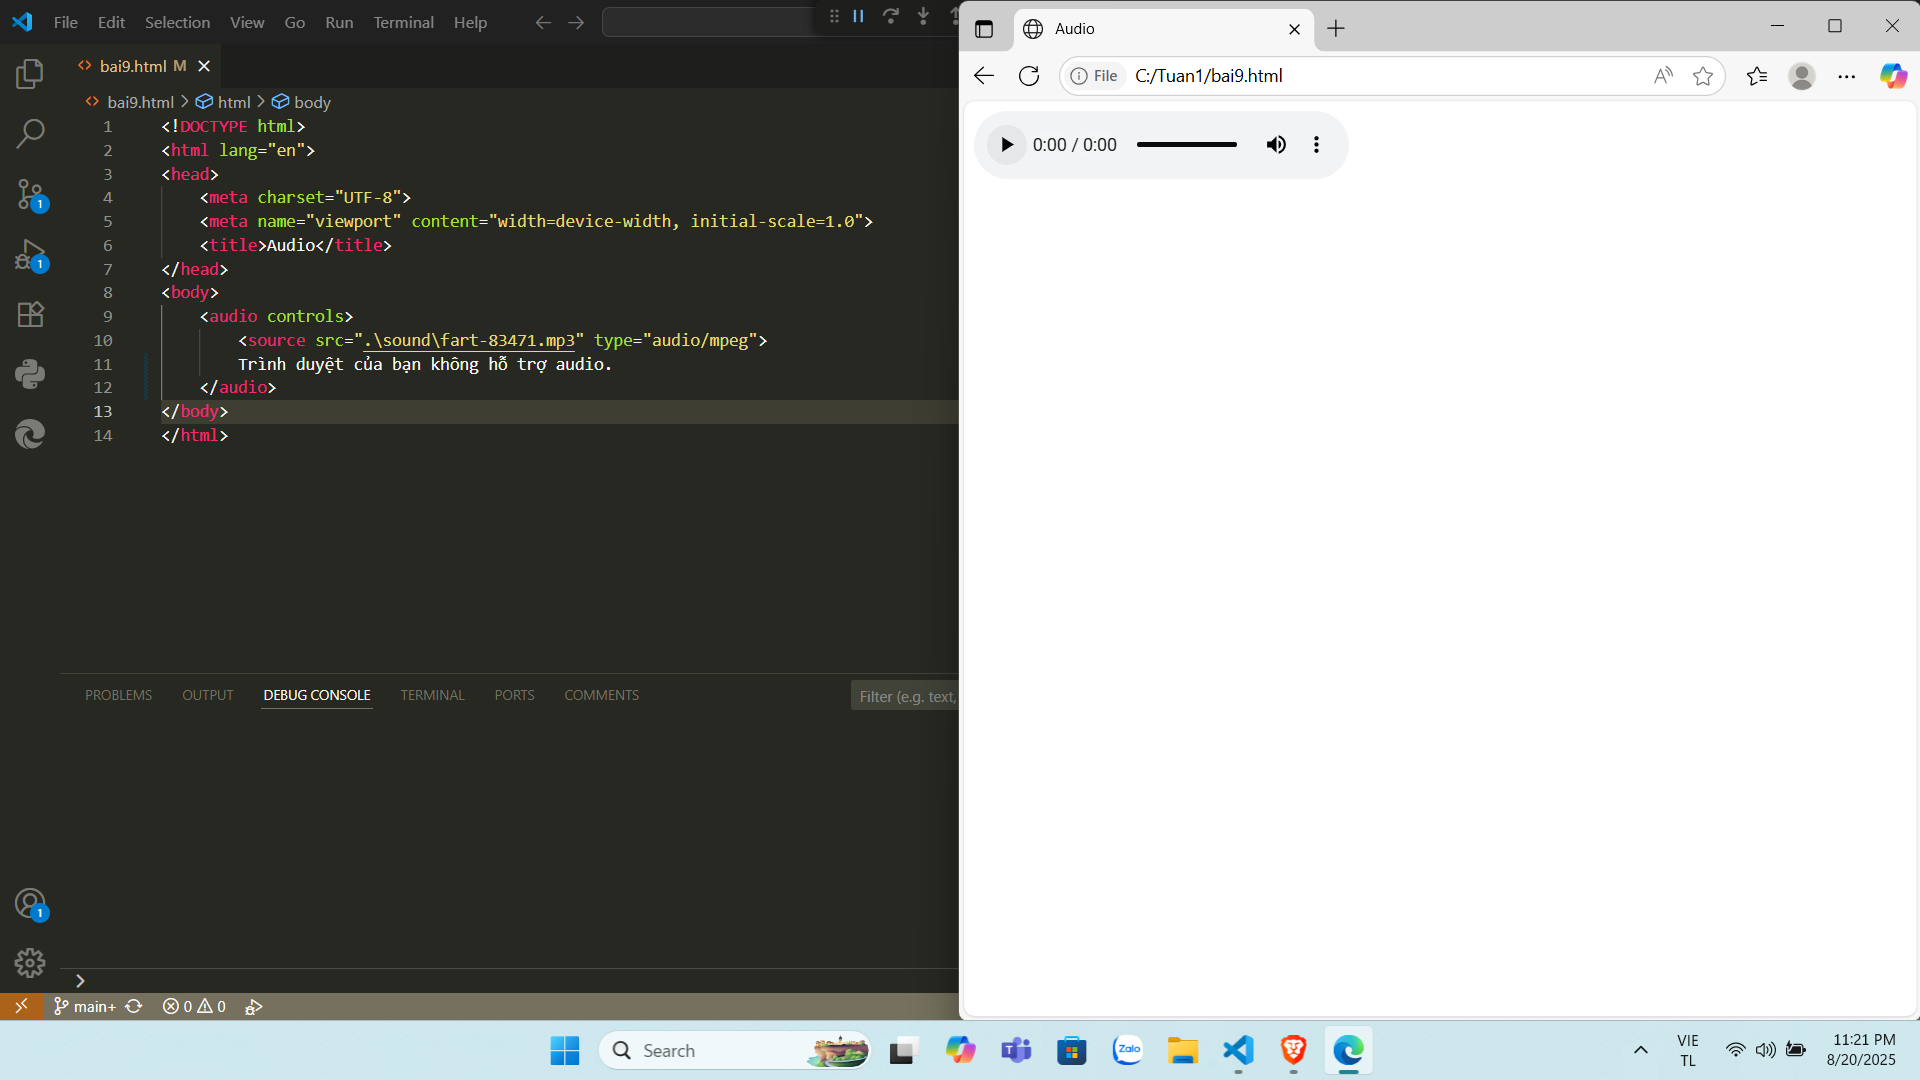 File Edit Selection View Go Run Terminal Help
bai9.html M
bai9.html html body
1 <!DOCTYPE html>
2 <html lang="en">
3 <head>
4 <meta charset="UTF-8">
5 <meta name="viewport" content="width=device-width, initial-scale=1.0">
6 <title>Audio</title>
7 </head>
8 <body>
9 <audio controls>
10 <source src=".\sound\fart-83471.mp3" type="audio/mpeg">
11 Trình duyệt của bạn không hỗ trợ audio.
12 </audio>
13 </body>
14 </html>
1
1
PROBLEMS OUTPUT DEBUG CONSOLE TERMINAL PORTS COMMENTS Filter (e.g. text,
1
main+ 0 0
Audio
File C:/Tuan1/bai9.html
0:00 / 0:00
Search
Zalo
VIE
TL
11:21 PM
8/20/2025